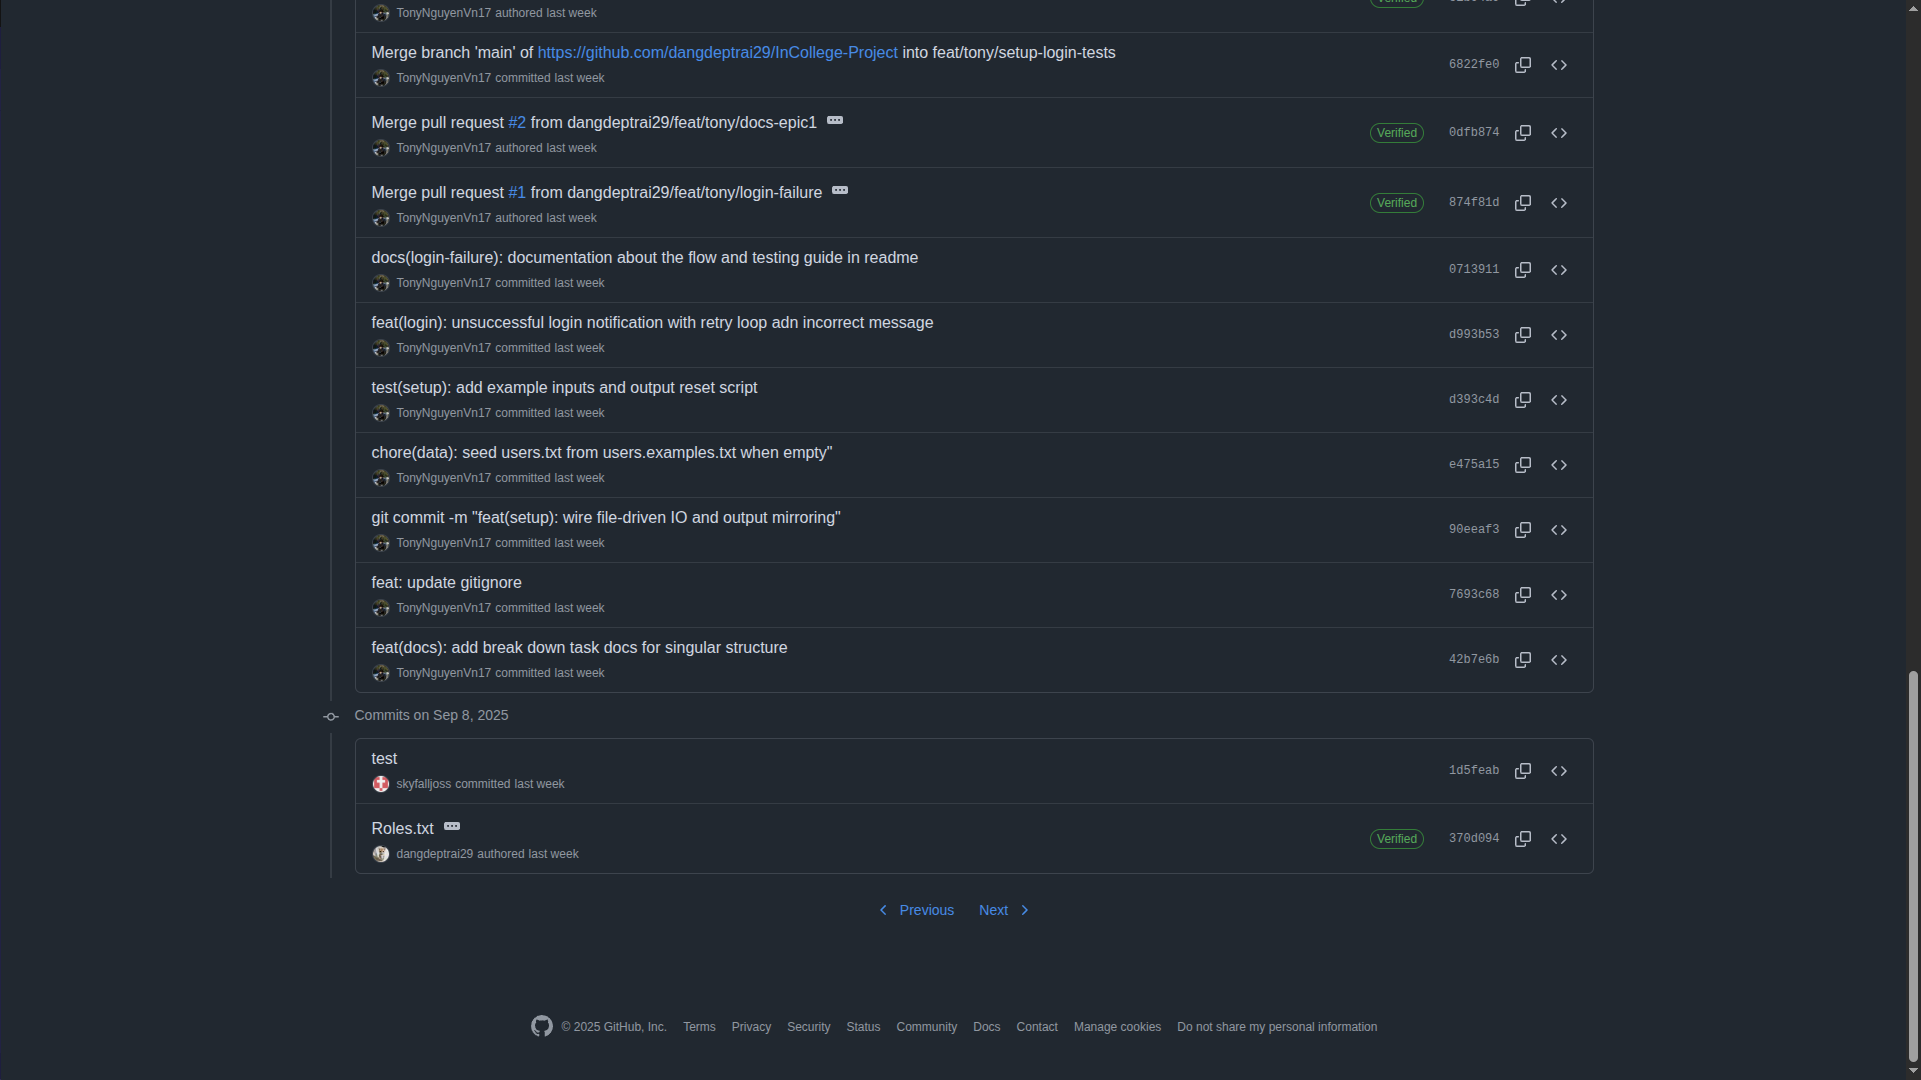 TonyNguyenVn17 authored last week
Verified
Merge branch 'main' of https://github.com/dangdeptrai29/InCollege-Project into feat/tony/setup-login-tests
TonyNguyenVn17 committed last week
6822fe0
Merge pull request #2 from dangdeptrai29/feat/tony/docs-epic1
TonyNguyenVn17 authored last week
Verified
0dfb874
Merge pull request #1 from dangdeptrai29/feat/tony/login-failure
TonyNguyenVn17 authored last week
Verified
874f81d
docs(login-failure): documentation about the flow and testing guide in readme
TonyNguyenVn17 committed last week
0713911
feat(login): unsuccessful login notification with retry loop adn incorrect message
TonyNguyenVn17 committed last week
d993b53
test(setup): add example inputs and output reset script
TonyNguyenVn17 committed last week
d393c4d
chore(data): seed users.txt from users.examples.txt when empty"
TonyNguyenVn17 committed last week
e475a15
git commit -m "feat(setup): wire file-driven IO and output mirroring"
TonyNguyenVn17 committed last week
90eeaf3
feat: update gitignore
TonyNguyenVn17 committed last week
7693c68
feat(docs): add break down task docs for singular structure
TonyNguyenVn17 committed last week
42b7e6b
Commits on Sep 8, 2025
test
skyfalljoss committed last week
1d5feab
Roles.txt
dangdeptrai29 authored last week
Verified
370d094
Previous Next
© 2025 GitHub, Inc. Terms Privacy Security Status Community Docs Contact Manage cookies Do not share my personal information